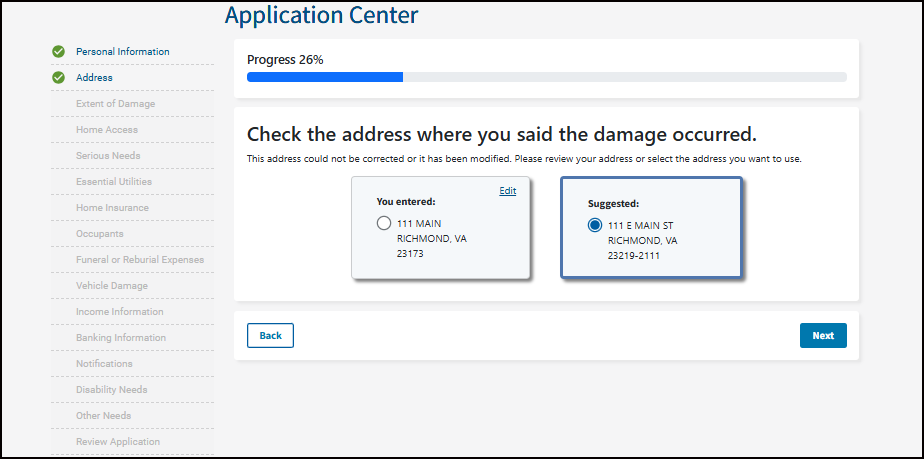 Application Center
Personal Information
Address
Extent of Damage
Home Access
Serious Needs
Essential Utilities
Home Insurance
Occupants
Funeral or Reburial Expenses
Vehicle Damage
Income Information
Banking Information
Notifications
Disability Needs
Other Needs
Review Application
Progress 26%
Check the address where you said the damage occurred.
This address could not be corrected or it has been modified. Please review your address or select the address you want to use.
Edit
You entered:
111 MAIN
RICHMOND, VA
23173
Suggested:
111 E MAIN ST
RICHMOND, VA
23219-2111
Back
Next